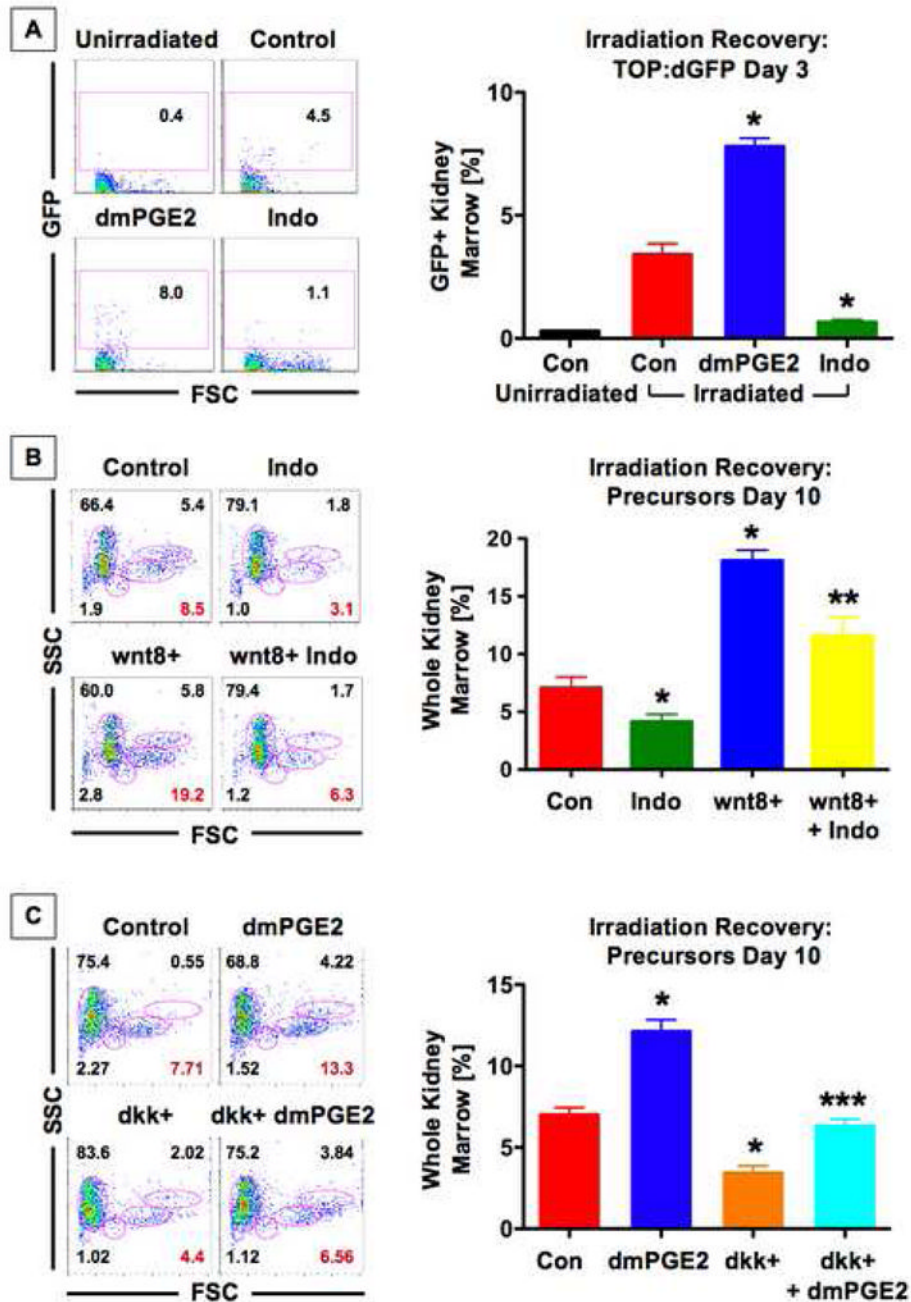 A
Unirradiated Control
0.4 4.5
dmPGE2 Indo
8.0 1.1
GFP
FSC
Irradiation Recovery:
TOP:dGFP Day 3
GFP+ Kidney
Marrow [%]
10
5
0
*
*
Con Con dmPGE2 Indo
Unirradiated Irradiated
B
Control Indo
66.4 5.4 79.1 1.8
1.9 8.5 1.0 3.1
wnt8+ wnt8+ Indo
60.0 5.8 79.4 1.7
2.8 19.2 1.2 6.3
SSC
FSC
Irradiation Recovery:
Precursors Day 10
Whole Kidney
Marrow [%]
20
15
10
5
0
*
*
**
Con Indo wnt8+ wnt8+
+ Indo
C
Control dmPGE2
75.4 0.55 68.8 4.22
2.27 7.71 1.52 13.3
dkk+ dkk+ dmPGE2
83.6 2.02 75.2 3.84
1.02 4.4 1.12 6.56
SSC
FSC
Irradiation Recovery:
Precursors Day 10
Whole Kidney
Marrow [%]
15
10
5
0
*
*
***
Con dmPGE2 dkk+ dkk+
+ dmPGE2